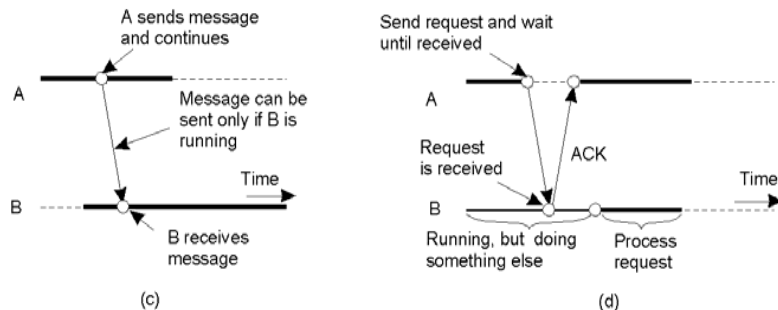 A sends message
and continues
A
Message can be
sent only if B is
running
Time
B
B receives
message
(c)
Send request and wait
until received
A
Request
is received
ACK
Time
B
Running, but doing
something else
Process
request
(d)